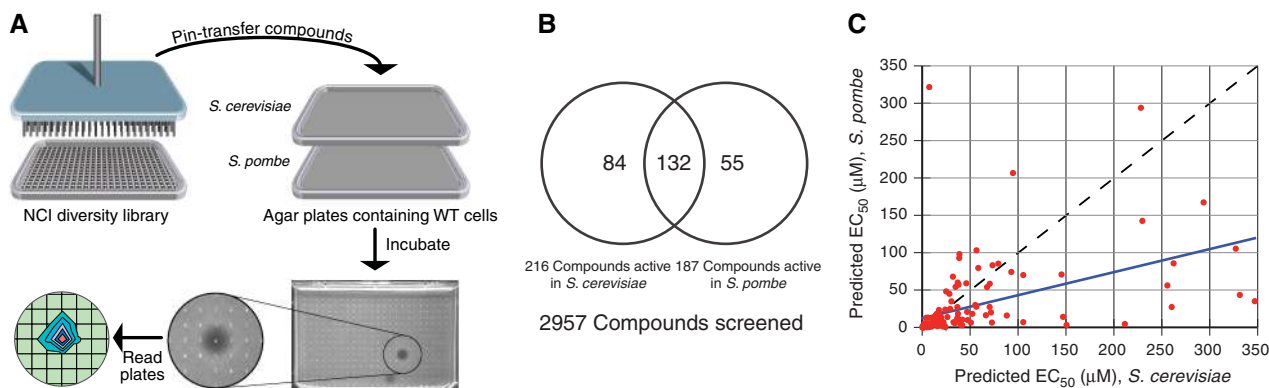 A
Pin-transfer compounds
S. cerevisiae
S. pombe
NCI diversity library
Agar plates containing WT cells
Incubate
Read
plates
B
84
132
55
216 Compounds active
in S. cerevisiae
187 Compounds active
in S. pombe
2957 Compounds screened
C
Predicted EC50 (μM), S. pombe
350
300
250
200
150
100
50
0
0 50 100 150 200 250 300 350
Predicted EC50 (μM), S. cerevisiae